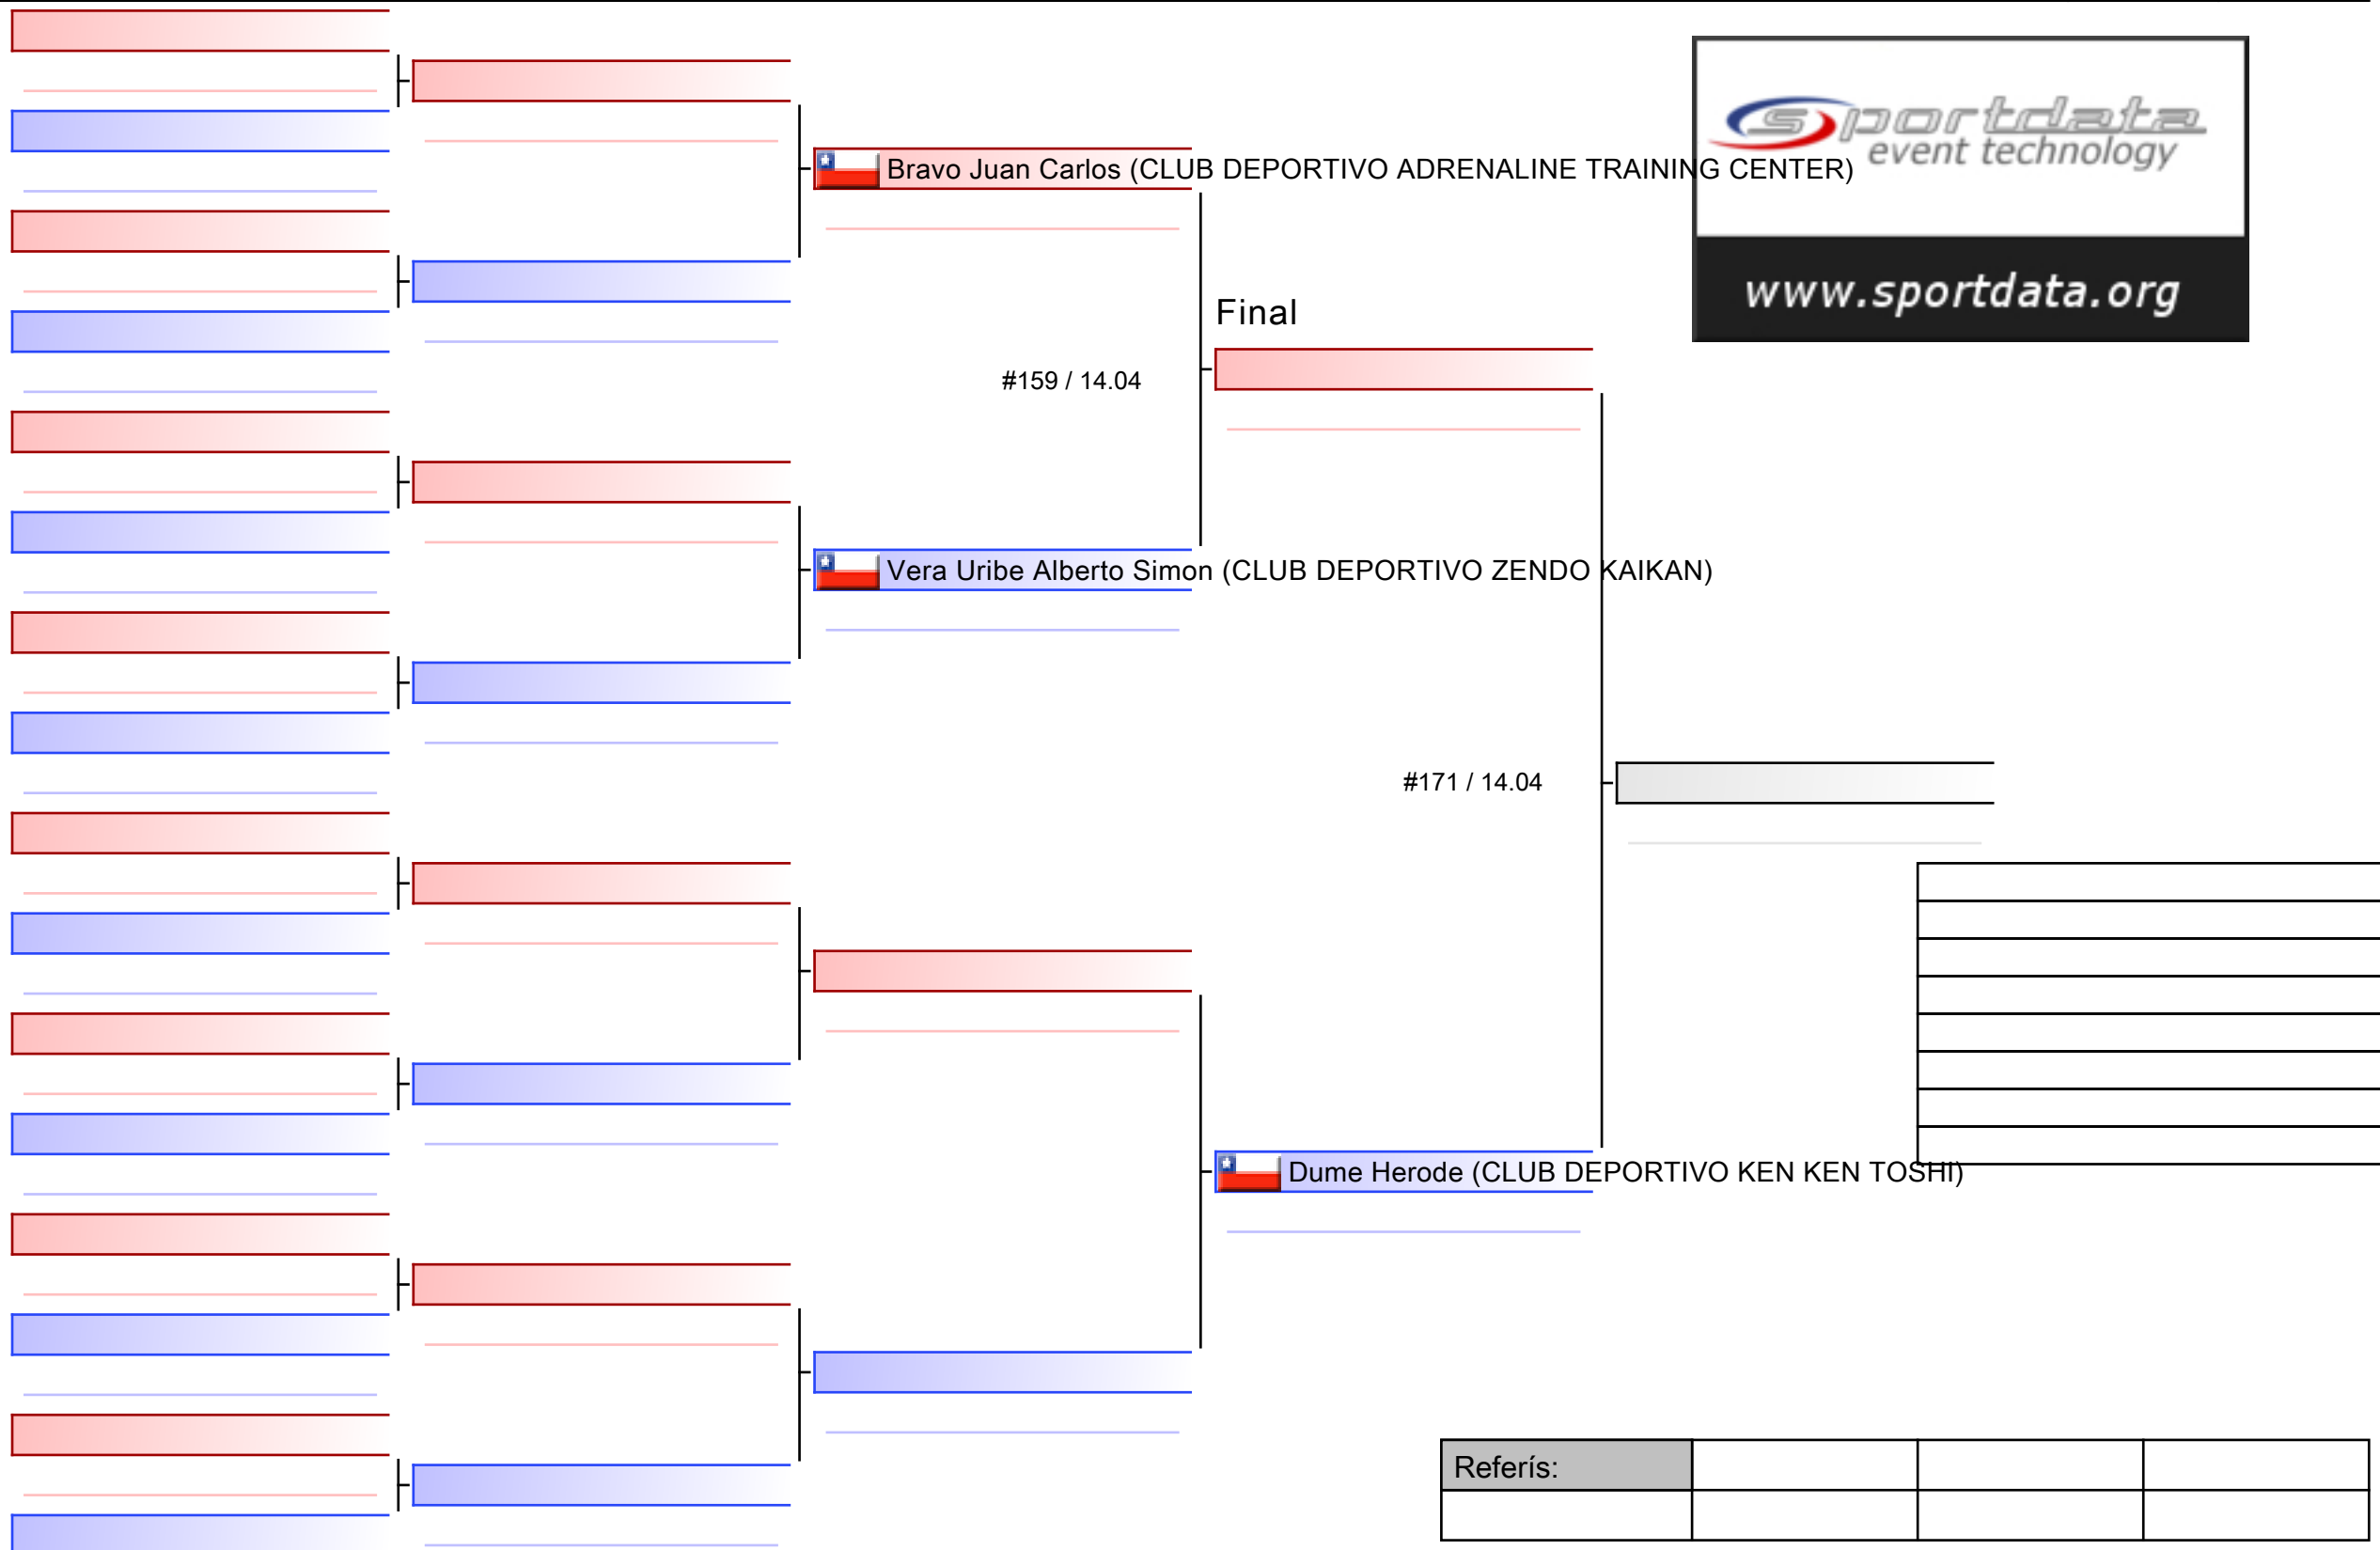 sportdata
event technology
www.sportdata.org
Bravo Juan Carlos (CLUB DEPORTIVO ADRENALINE TRAINING CENTER)
Final
#159 / 14.04
Vera Uribe Alberto Simon (CLUB DEPORTIVO ZENDO KAIKAN)
#171 / 14.04
Dume Herode (CLUB DEPORTIVO KEN KEN TOSHI)
Referís: